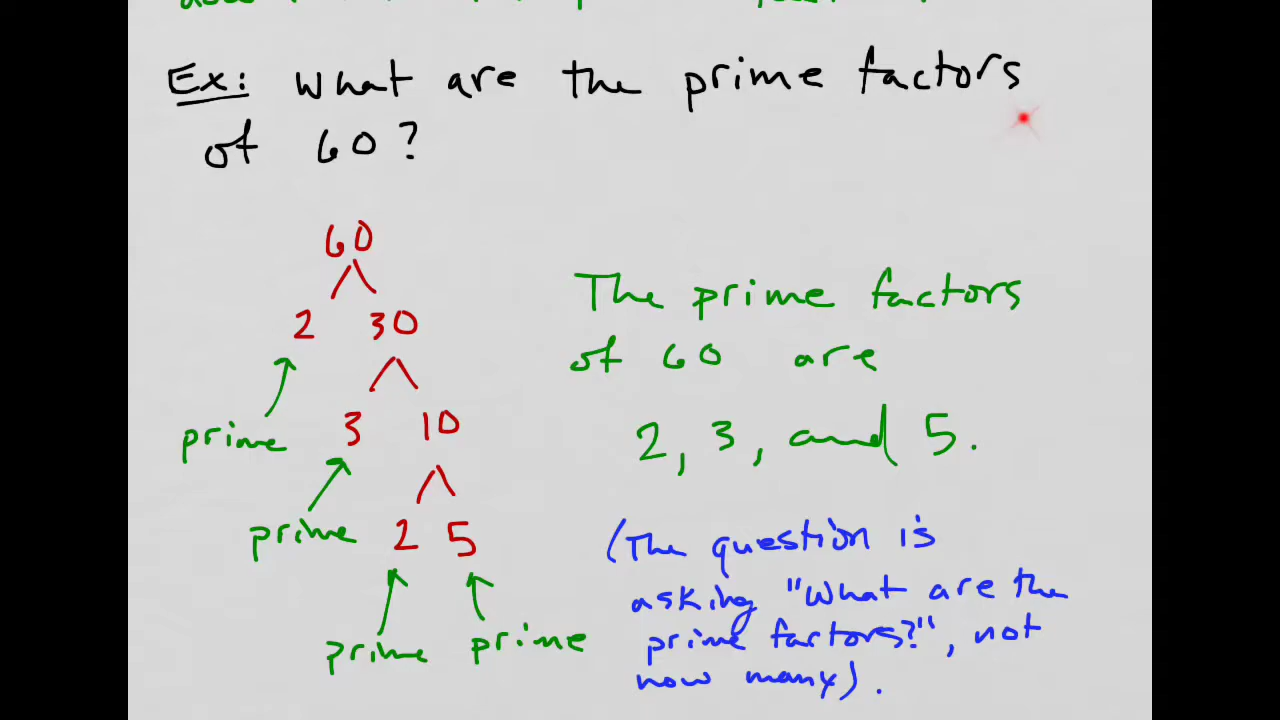 Ex: What are the prime factors
of 60?
60
2 30
prime 3 10
prime 2 5
prime prime
The prime factors
of 60 are
2, 3, and 5.
(The question is
asking "What are the
prime factors?", not
how many).